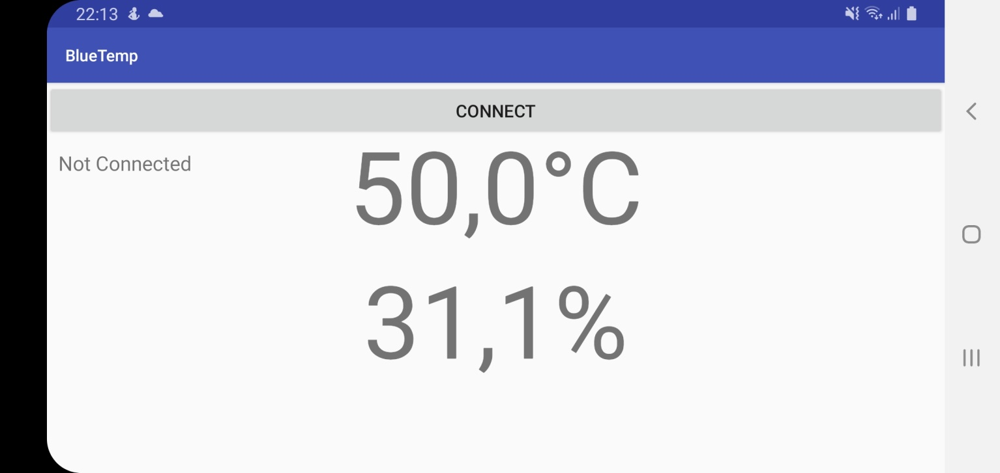 22:13
BlueTemp
CONNECT
Not Connected
50,0°C
31,1%